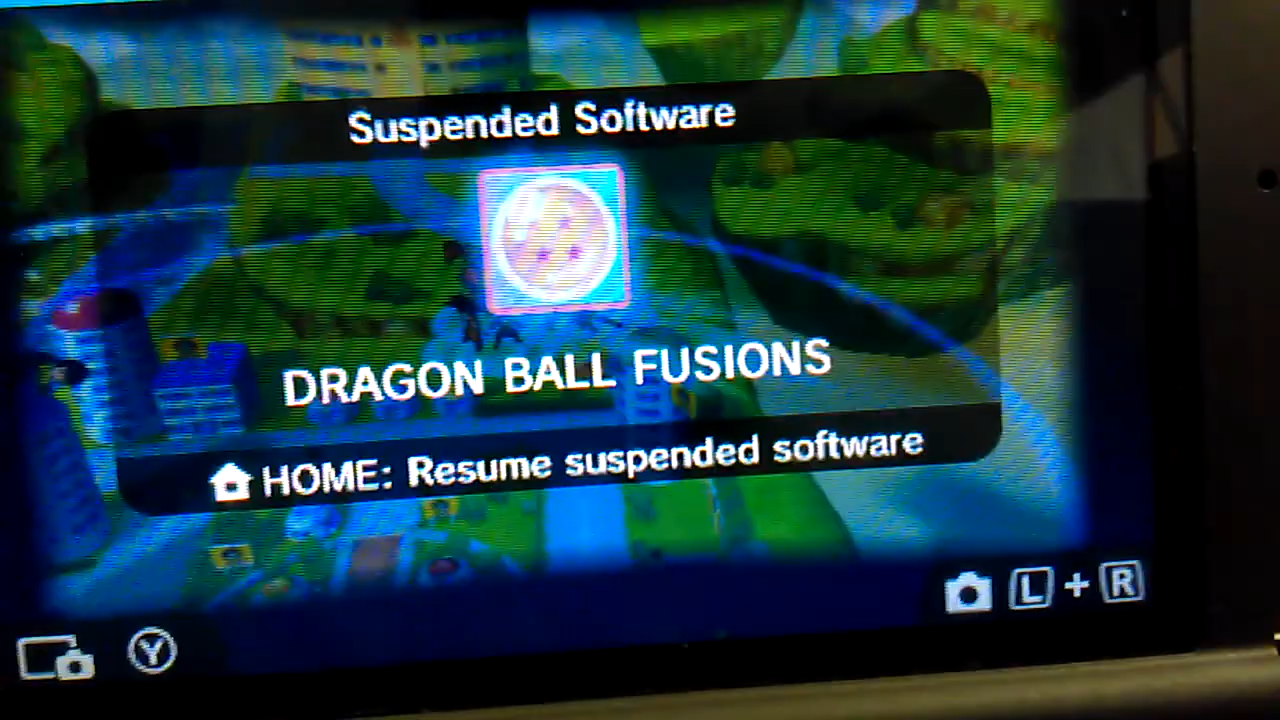 Suspended Software
DRAGON BALL FUSIONS
HOME: Resume suspended software
L + R
Y